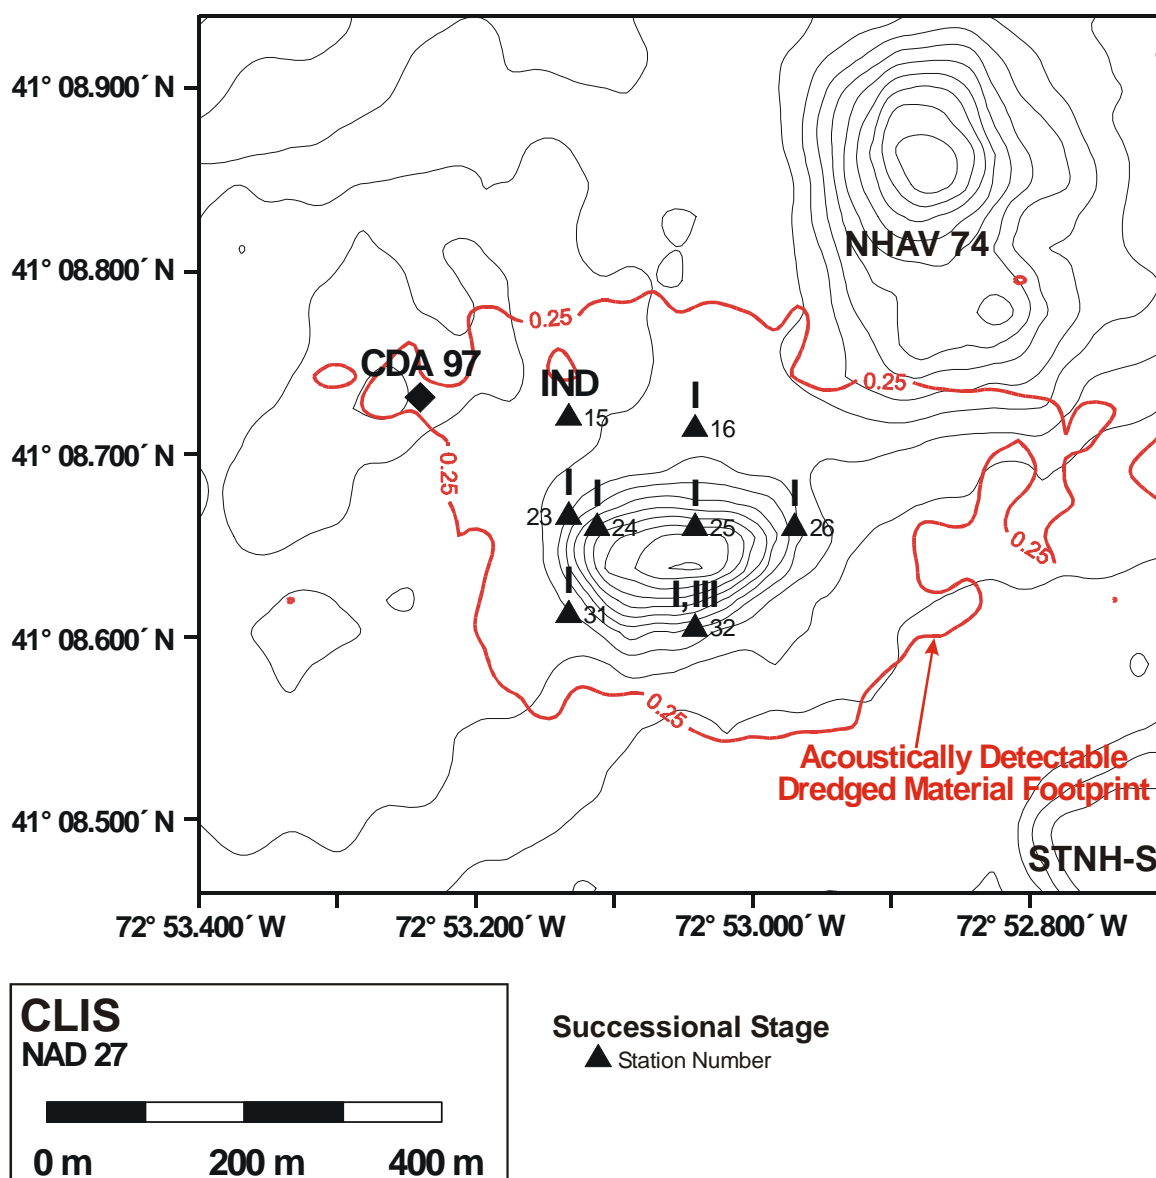 41° 08.900´ N
NHAV 74
41° 08.800´ N
0.25
CDA 97
IND
0.25
15
I
16
41° 08.700´ N
0.25
I
23
I
24
I
25
I
26
0.25
I
31
I, III
32
41° 08.600´ N
0.25
Acoustically Detectable
Dredged Material Footprint
41° 08.500´ N
STNH-S
72° 53.400´ W
72° 53.200´ W
72° 53.000´ W
72° 52.800´ W
CLIS
NAD 27
0 m
200 m
400 m
Successional Stage
Station Number